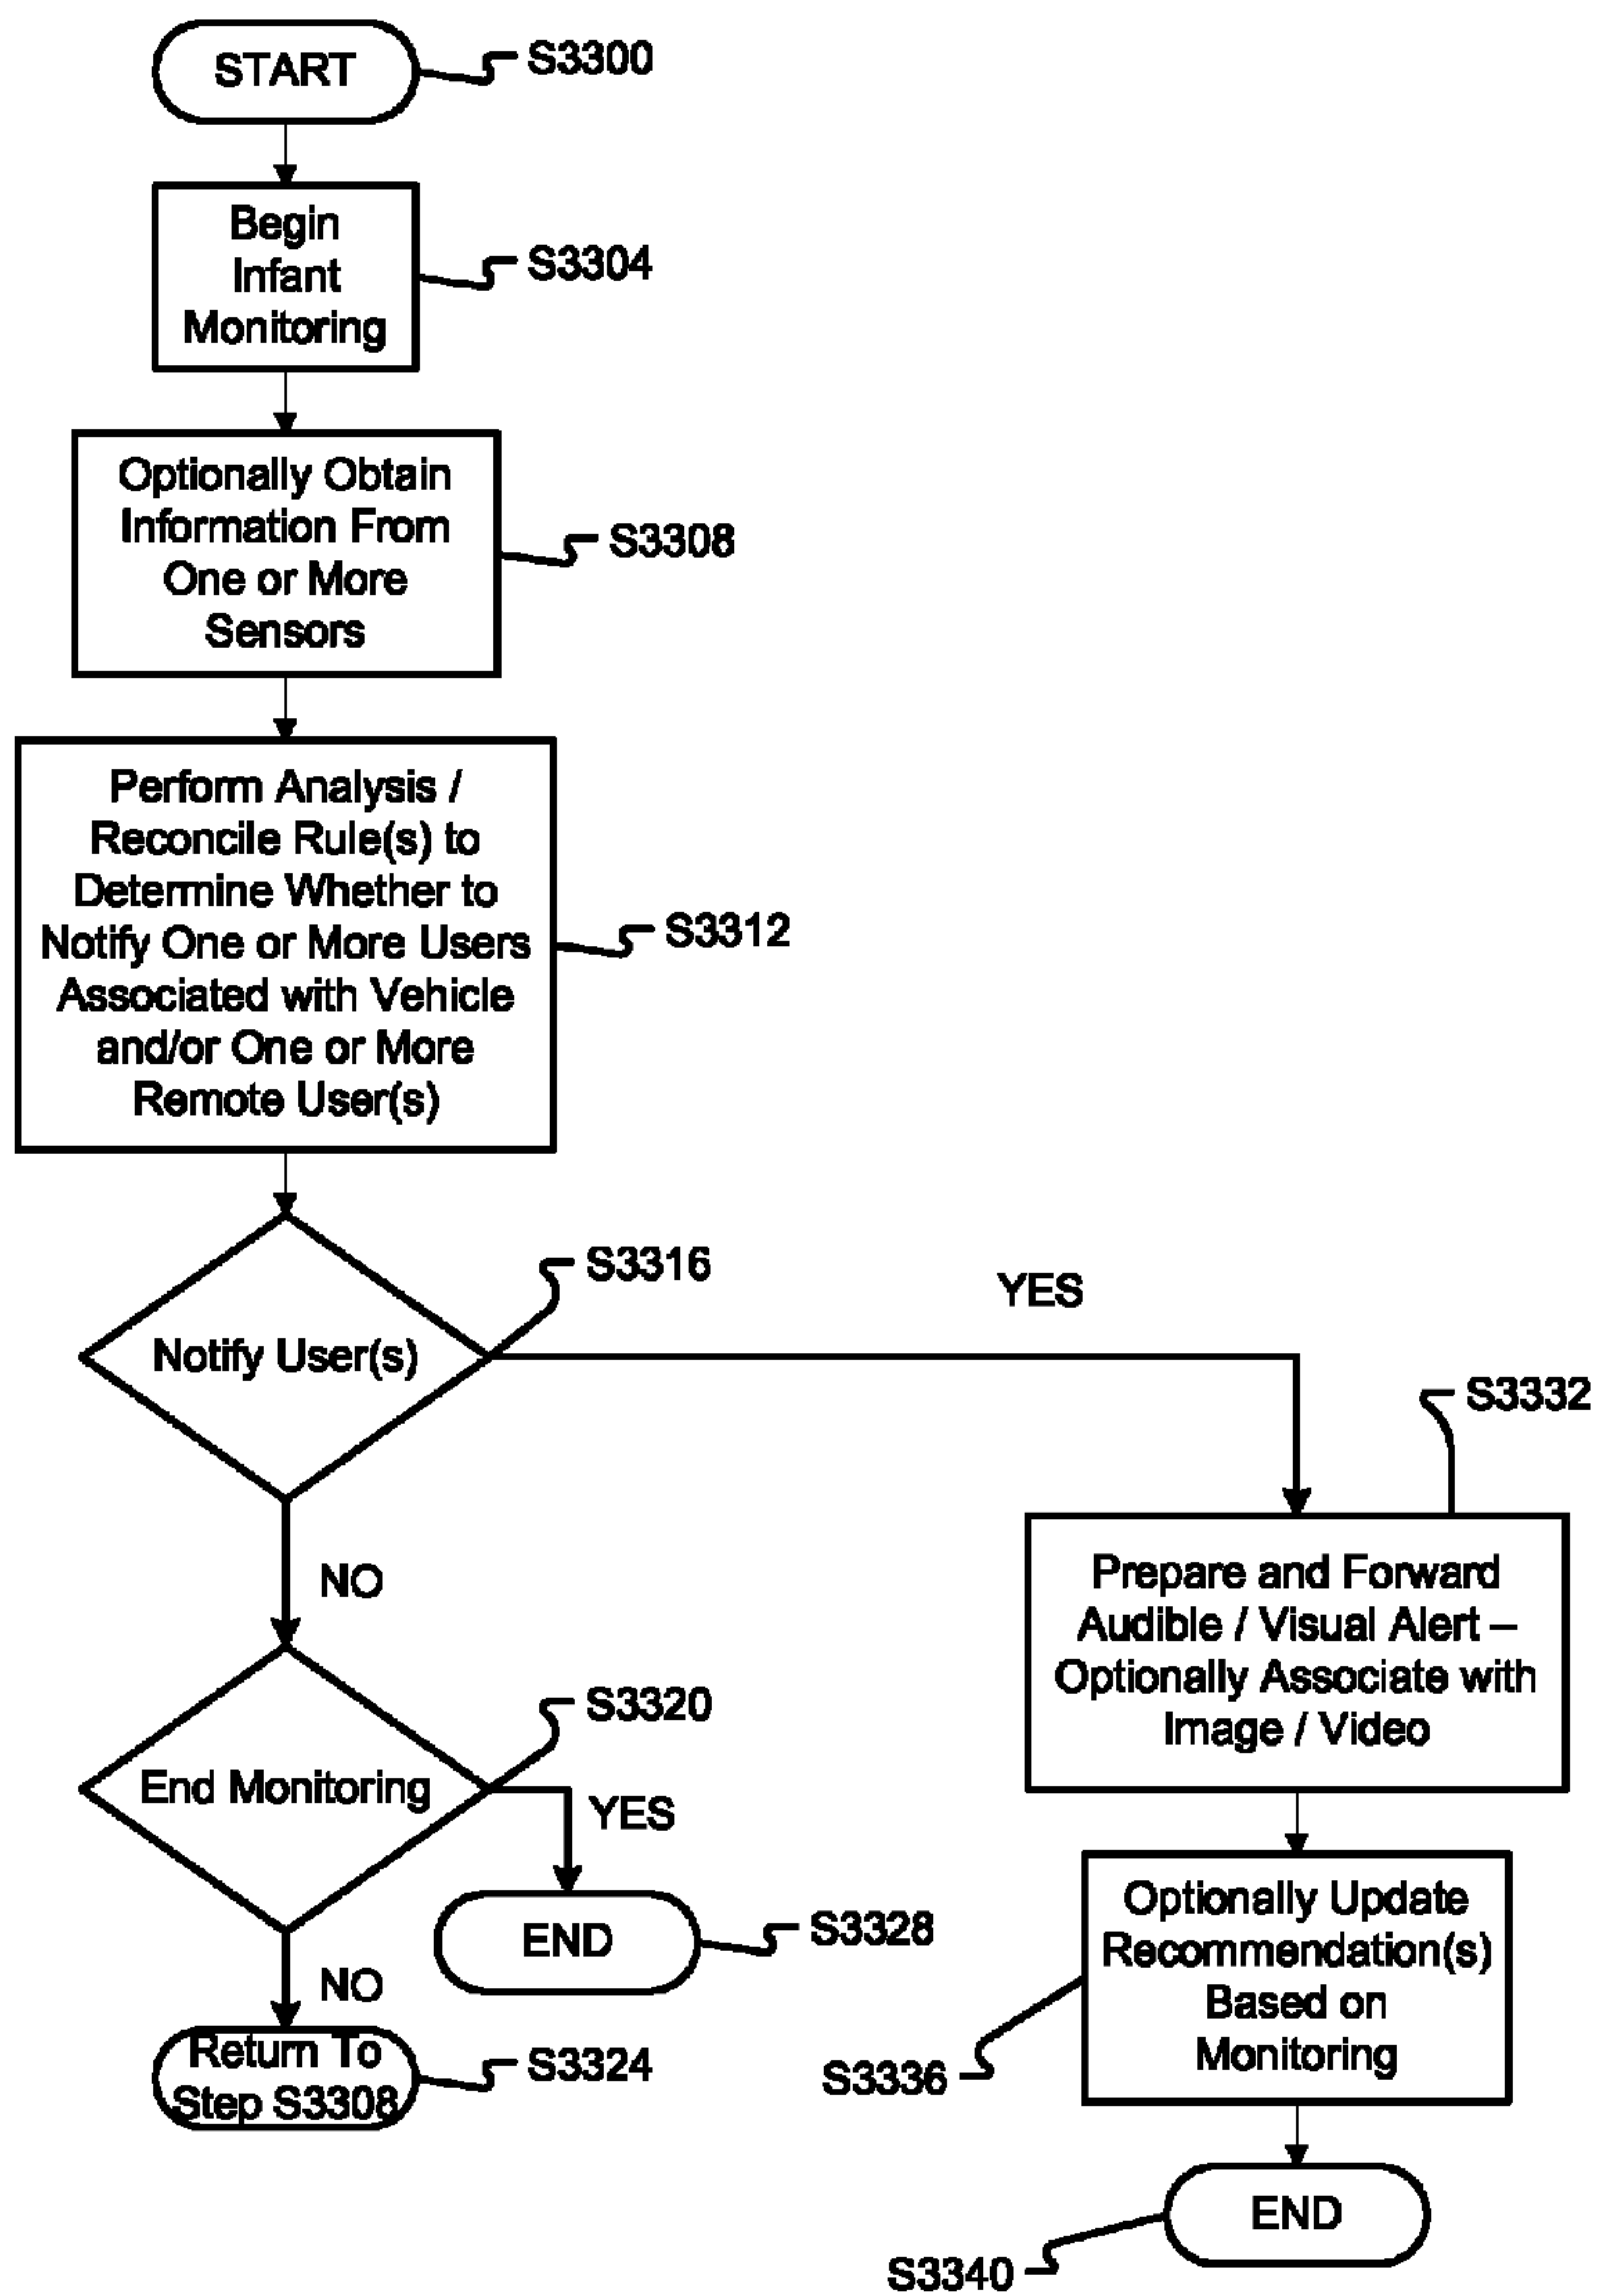 START
S3300
Begin
Infant
Monitoring
S3304
Optionally Obtain
Information From
One or More
Sensors
S3308
Perform Analysis /
Reconcile Rule(s) to
Determine Whether to
Notify One or More Users
Associated with Vehicle
and/or One or More
Remote User(s)
S3312
Notify User(s)
S3316
YES
NO
End Monitoring
S3320
YES
END
S3328
NO
Return To
Step S3308
S3324
S3332
Prepare and Forward
Audible / Visual Alert –
Optionally Associate with
Image / Video
Optionally Update
Recommendation(s)
Based on
Monitoring
S3336
END
S3340